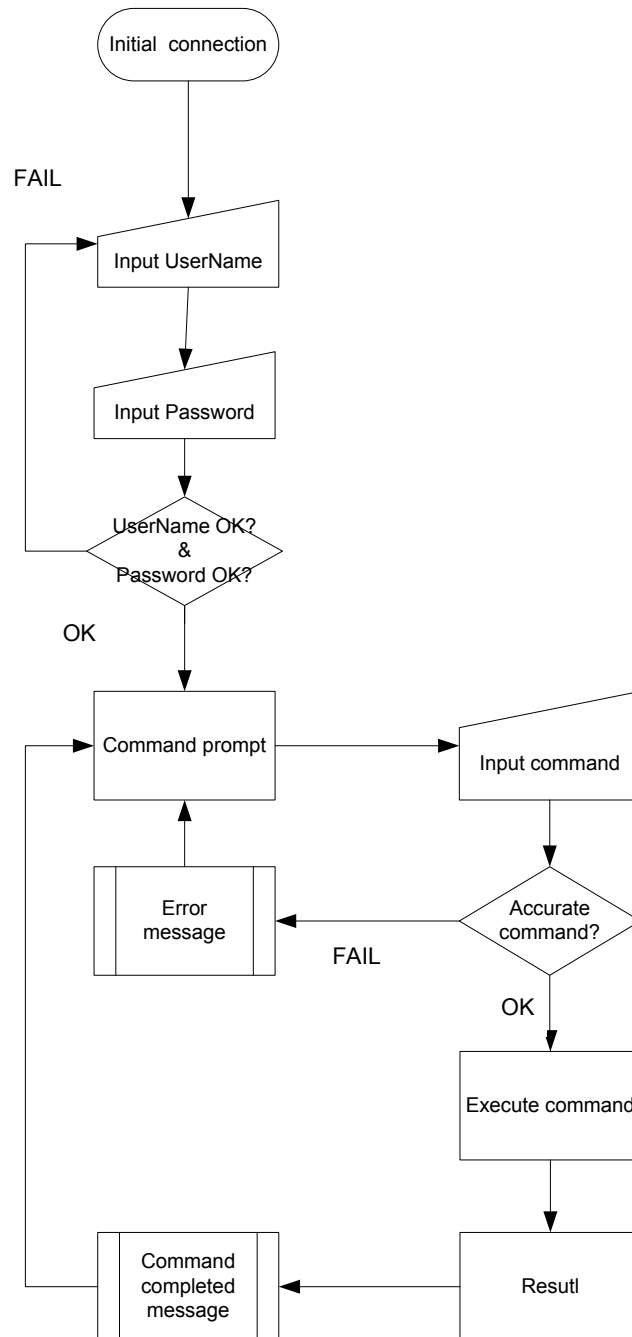 Initial  connection
FAIL
Input UserName
Input Password
UserName OK?
&
Password OK?
OK
Command prompt
Input command
Error
message
Accurate
command?
FAIL
OK
Execute command
Command
completed
message
Resutl